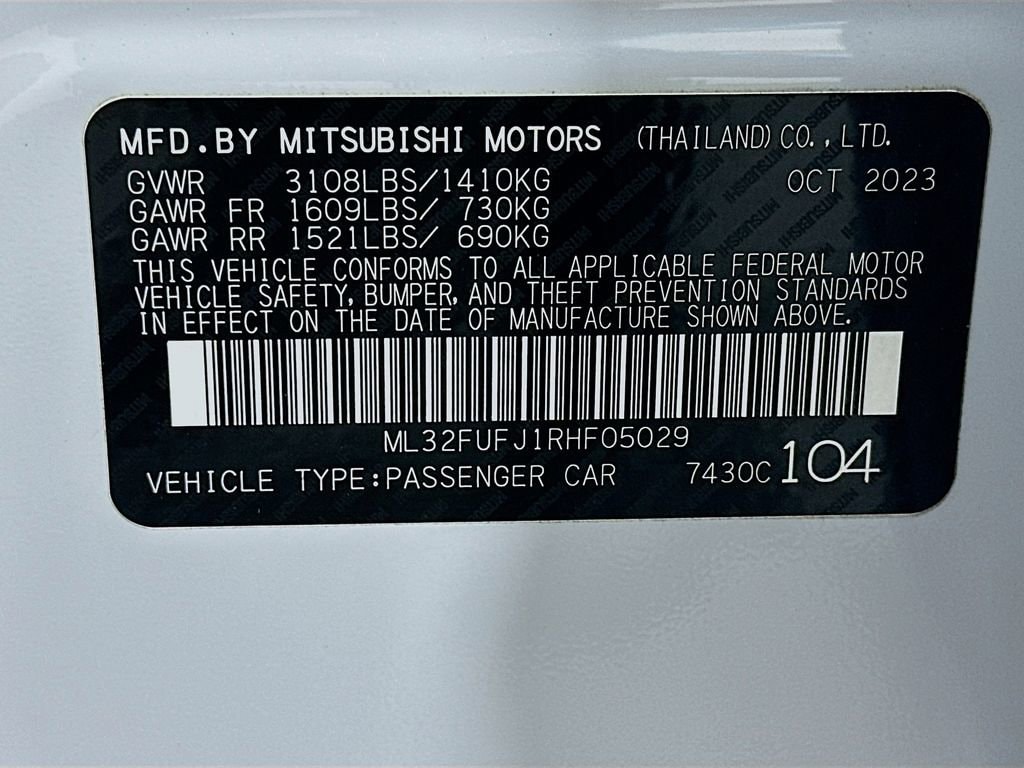 MFD.BY MITSUBISHI MOTORS (THAILAND)CO.,LTD.
GVWR 3108LBS/1410KG OCT 2023
GAWR FR 1609LBS/ 730KG
GAWR RR 1521LBS/ 690KG
THIS VEHICLE CONFORMS TO ALL APPLICABLE FEDERAL MOTOR
VEHICLE SAFETY, BUMPER, AND THEFT PREVENTION STANDARDS
IN EFFECT ON THE DATE OF MANUFACTURE SHOWN ABOVE.
ML32FUFJ1RHF05029
VEHICLE TYPE:PASSENGER CAR 7430C 104